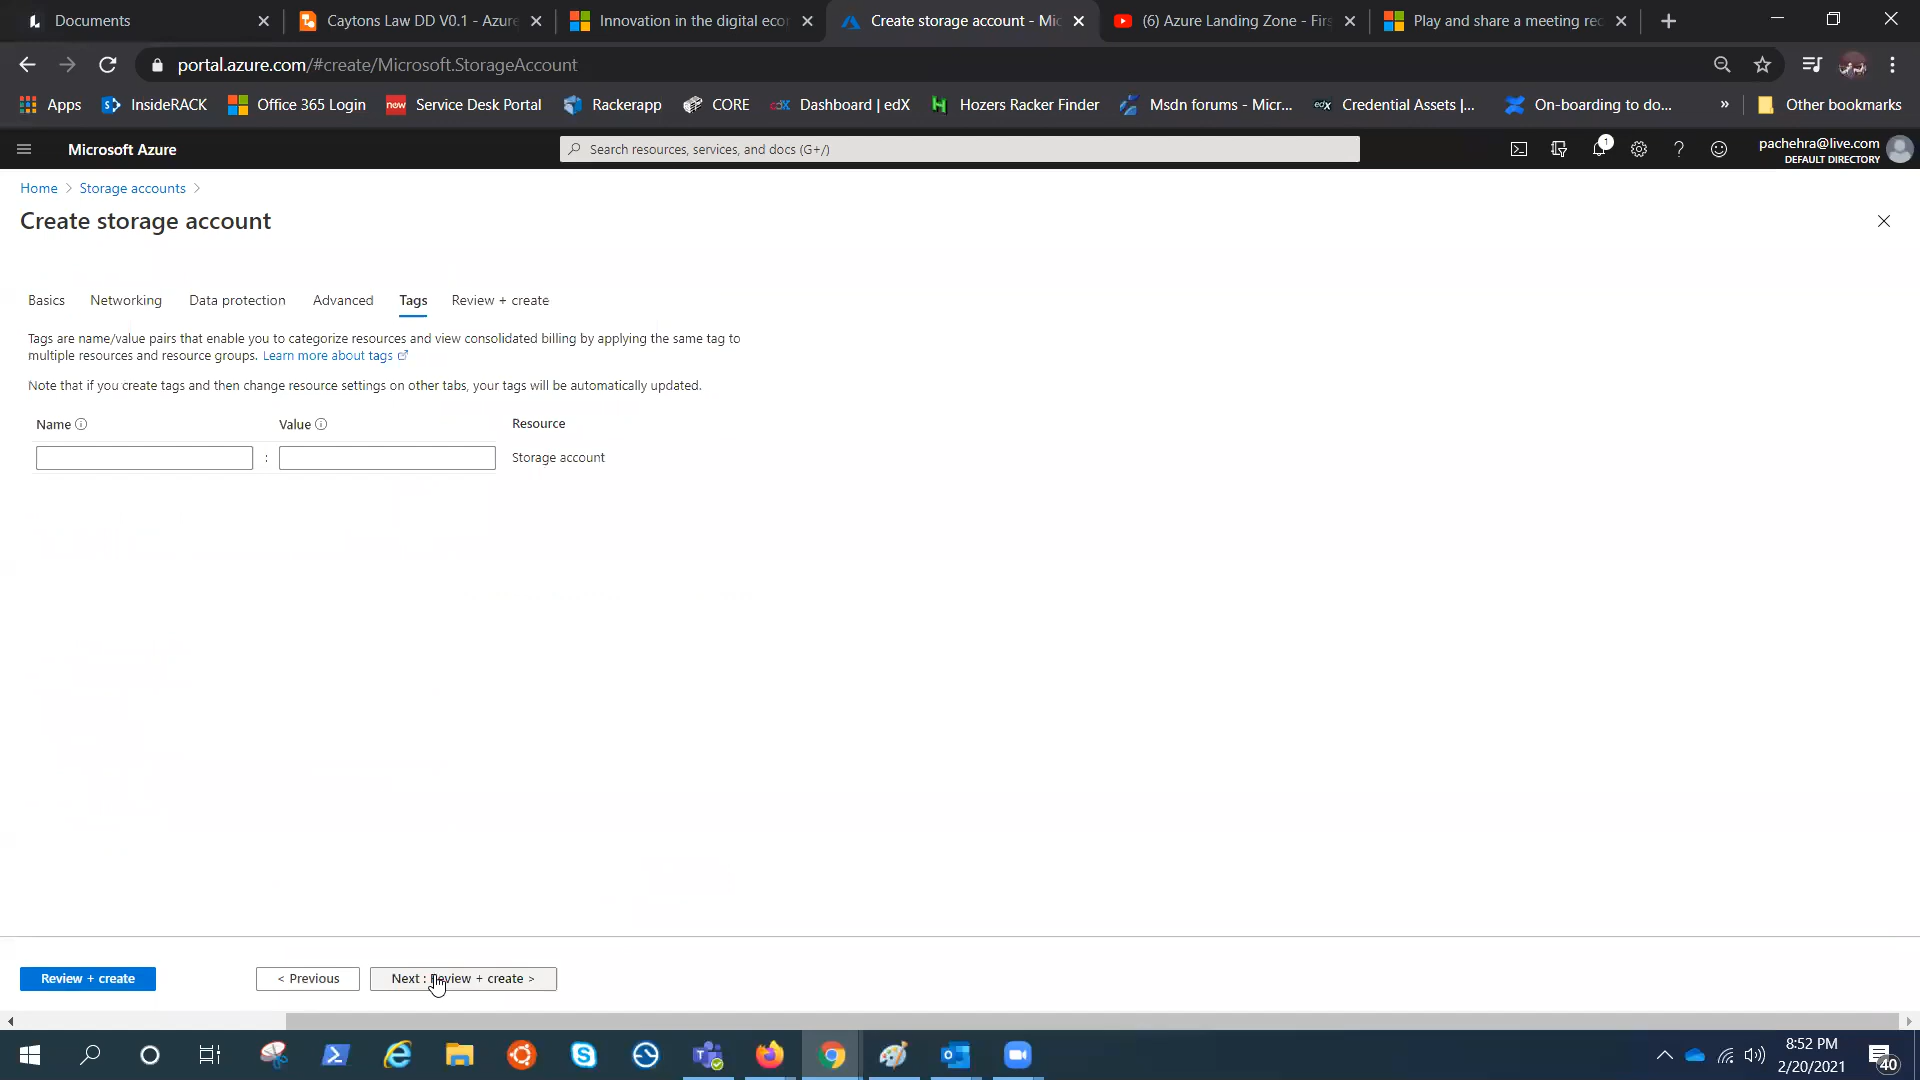 Documents
Caytons Law DD V0.1 - Azure
Innovation in the digital econ
Create storage account - Mic
(6) Azure Landing Zone - Firs
Play and share a meeting rec
portal.azure.com/#create/Microsoft.StorageAccount
Apps
InsideRACK
Office 365 Login
now
Service Desk Portal
Rackerapp
CORE
edX
Dashboard | edX
Hozers Racker Finder
Msdn forums - Micr...
edx
Credential Assets |...
On-boarding to do...
»
Other bookmarks
Microsoft Azure
Search resources, services, and docs (G+/)
1
pachehra@live.com
DEFAULT DIRECTORY
Home > Storage accounts >
Create storage account
Basics
Networking
Data protection
Advanced
Tags
Review + create
Tags are name/value pairs that enable you to categorize resources and view consolidated billing by applying the same tag to
multiple resources and resource groups. Learn more about tags
Note that if you create tags and then change resource settings on other tabs, your tags will be automatically updated.
Name
Value
Resource
:
Storage account
Review + create
< Previous
Next : Review + create >
8:52 PM
2/20/2021
40